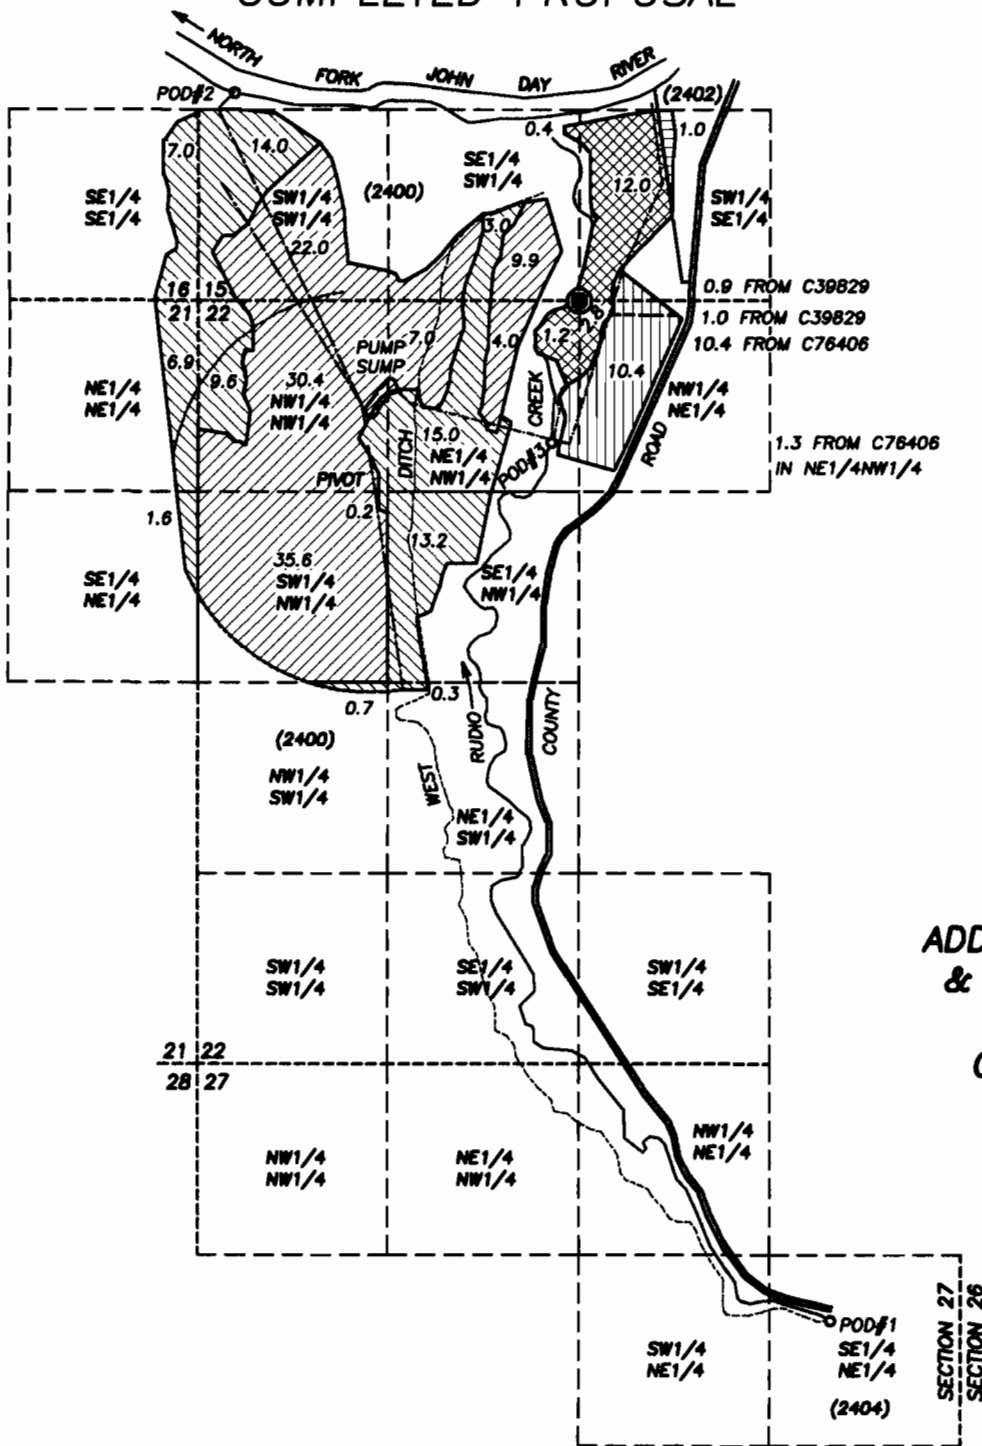 COMPLETED PROPOSAL
NORTH FORK JOHN DAY RIVER
POD#2
(2402)
7.0
14.0
0.4
1.0
SE1/4
SW1/4
12.0
SE1/4
SE1/4
SW1/4
SW1/4
(2400)
SW1/4
SE1/4
22.0
3.0
9.9
16 15
21 22
0.9 FROM C39829
1.0 FROM C39829
10.4 FROM C76406
PUMP
SUMP
7.0
4.0
1.2
2.8
6.9
9.6
30.4
NW1/4
NW1/4
10.4
NE1/4
NE1/4
NW1/4
NE1/4
CREEK
15.0
NE1/4
NW1/4
DITCH
POD#3
ROAD
1.3 FROM C76406
IN NE1/4NW1/4
PIVOT
1.6
0.2
13.2
35.6
SW1/4
NW1/4
SE1/4
NE1/4
SE1/4
NW1/4
0.7
0.3
(2400)
RUDIO
COUNTY
NW1/4
SW1/4
WEST
NE1/4
SW1/4
ADD
&
SW1/4
SW1/4
SE1/4
SW1/4
SW1/4
SE1/4
21 22
28 27
NW1/4
NW1/4
NE1/4
NW1/4
NW1/4
NE1/4
POD#1
SW1/4
NE1/4
SE1/4
NE1/4
(2404)
SECTION 27
SECTION 26